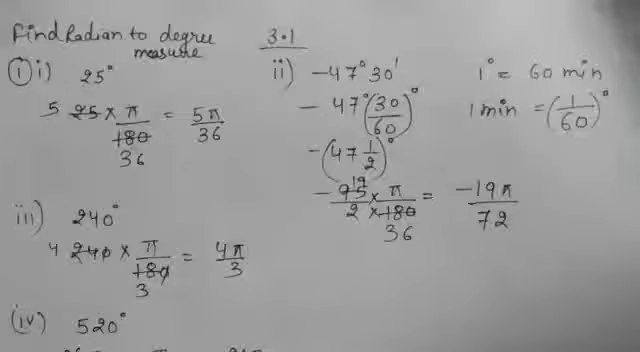 Find Radian to degree measure
3.1
① i) 25°
5 25 × π/180 = 5π/36
36
ii) -47°30'
- 47°(30/60)°
-(47 1/2)°
19
- 95/2 × π/×180 = -19π/72
36
1° = 60 min
1 min = (1/60)°
iii) 240°
4 240 × π/180 = 4π/3
3
(iv) 520°